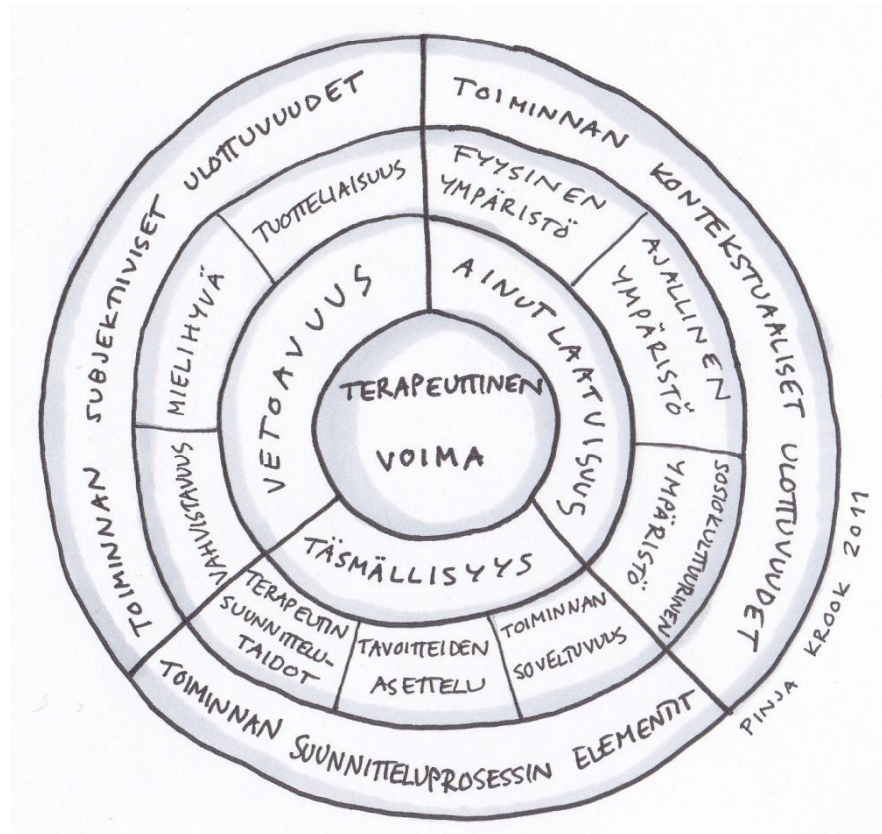 TOIMINNAN SUBJEKTIIVISET ULOTTUVUUDET
TOIMINNAN KONTEKSTUAALISET ULOTTUVUUDET
TOIMINNAN SUUNNITTELUPROSESSIN ELEMENTIT
VAHVISTAVUUS
MIELIHYVÄ
TUOTTELIAISUUS
FYYSINEN
YMPÄRISTÖ
AJALLINEN
YMPÄRISTÖ
SOSIOKULTTUURINEN
YMPÄRISTÖ
TERAPEUTIN
SUUNNITTELU-
TAIDOT
TAVOITTEIDEN
ASETTELU
TOIMINNAN
SOVELTUVUUS
VETOAVUUS
AINUTLAATUISUUS
TÄSMÄLLISYYS
TERAPEUTTINEN
VOIMA
PINJA KROOK 2011